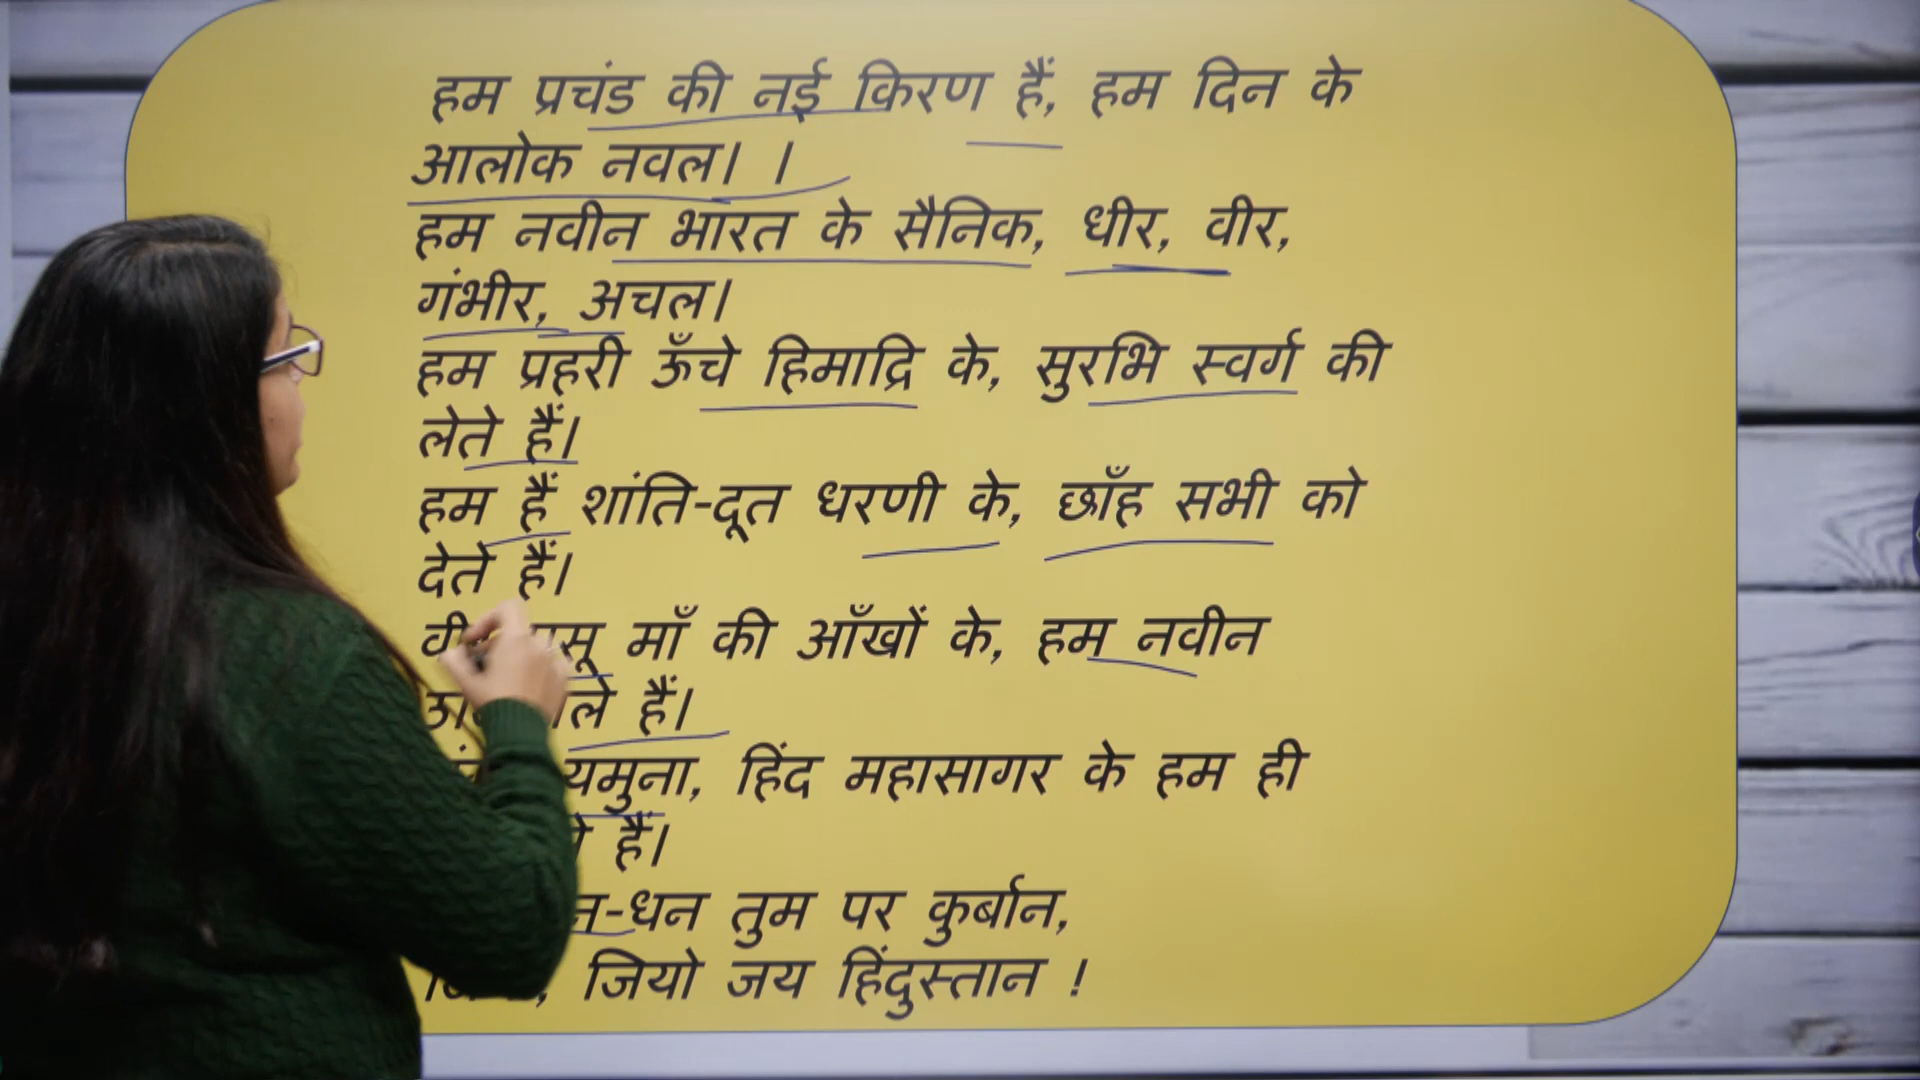 हम प्रचंड की नई किरण हैं, हम दिन के
आलोक नवल। ।
हम नवीन भारत के सैनिक, धीर, वीर,
गंभीर, अचल।
हम प्रहरी ऊँचे हिमाद्रि के, सुरभि स्वर्ग की
लेते हैं।
हम हैं शांति-दूत धरणी के, छाँह सभी को
देते हैं।
माँ की आँखों के, हम नवीन
हैं।
यमुना, हिंद महासागर के हम ही
हैं।
तुम पर कुर्बान,
जियो जय हिंदुस्तान !